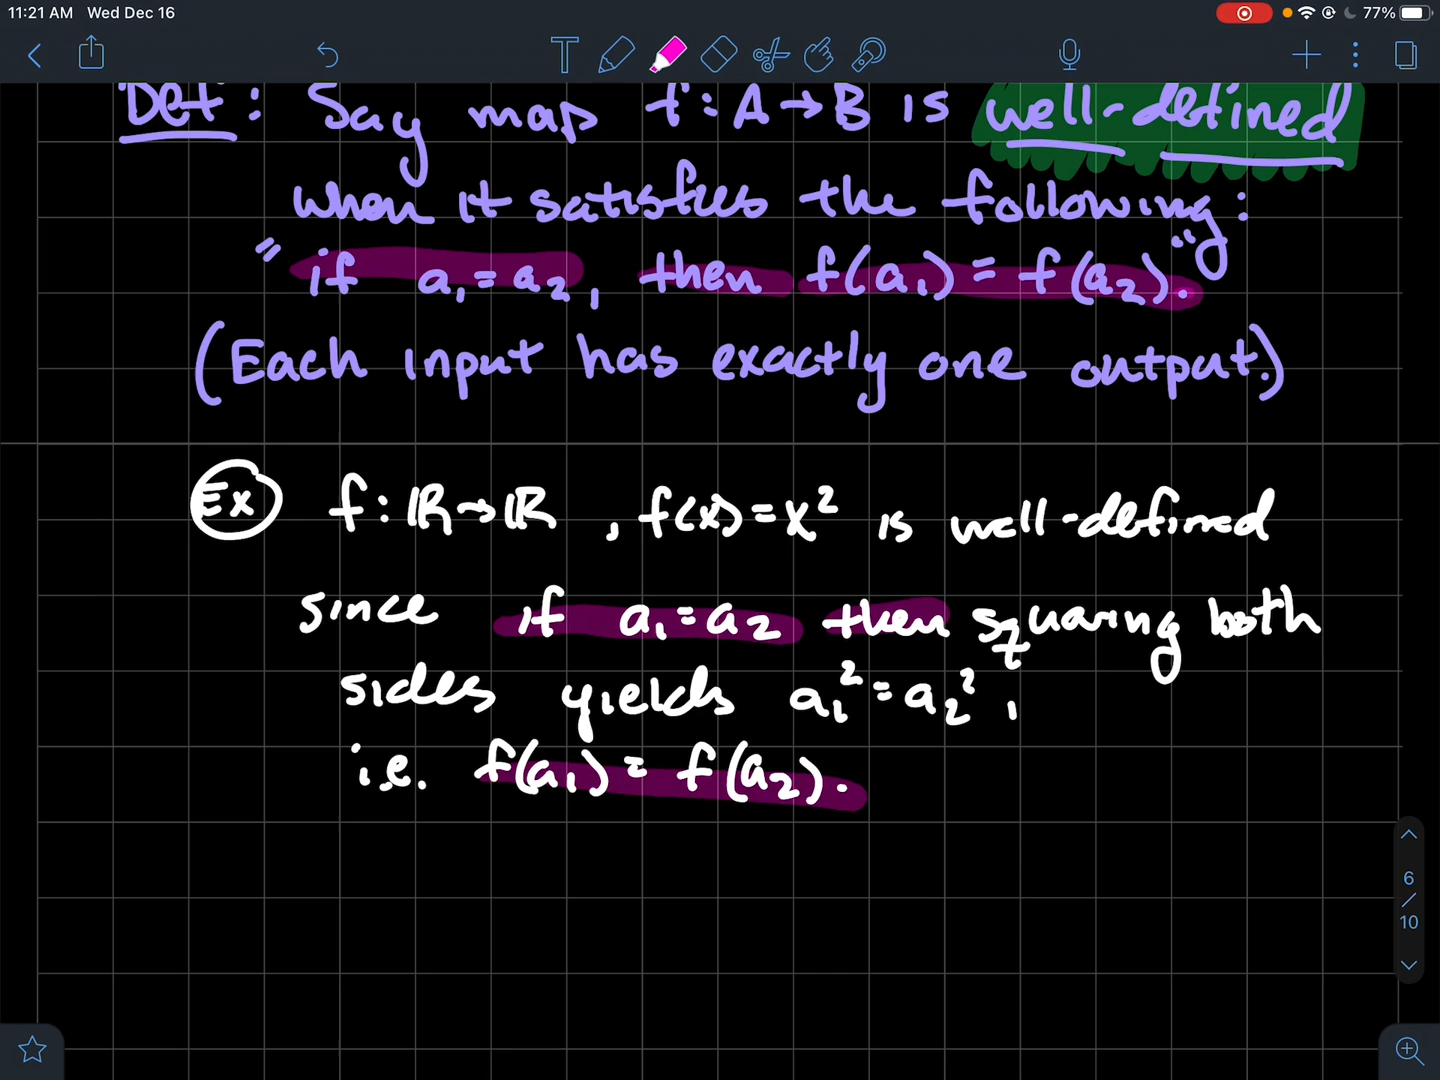 11:21 AM Wed Dec 16
77%
Def: Say map f: A→B is well-defined
when it satisfies the following:
"if a₁ = a₂, then f(a₁) = f(a₂)."
(Each input has exactly one output.)
Ex f: ℝ→ℝ, f(x) = x² is well-defined
since if a₁ = a₂ then squaring both
sides yields a₁² = a₂²,
i.e. f(a₁) = f(a₂).
6
/
10